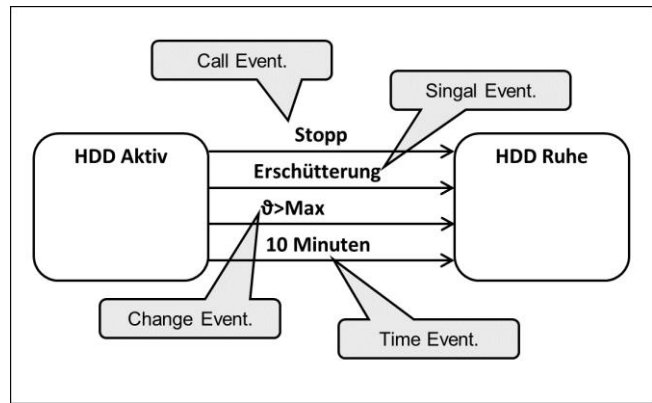 Call Event.
Singal Event.
Stopp
HDD Aktiv
HDD Ruhe
Erschütterung
ϑ>Max
10 Minuten
Change Event.
Time Event.